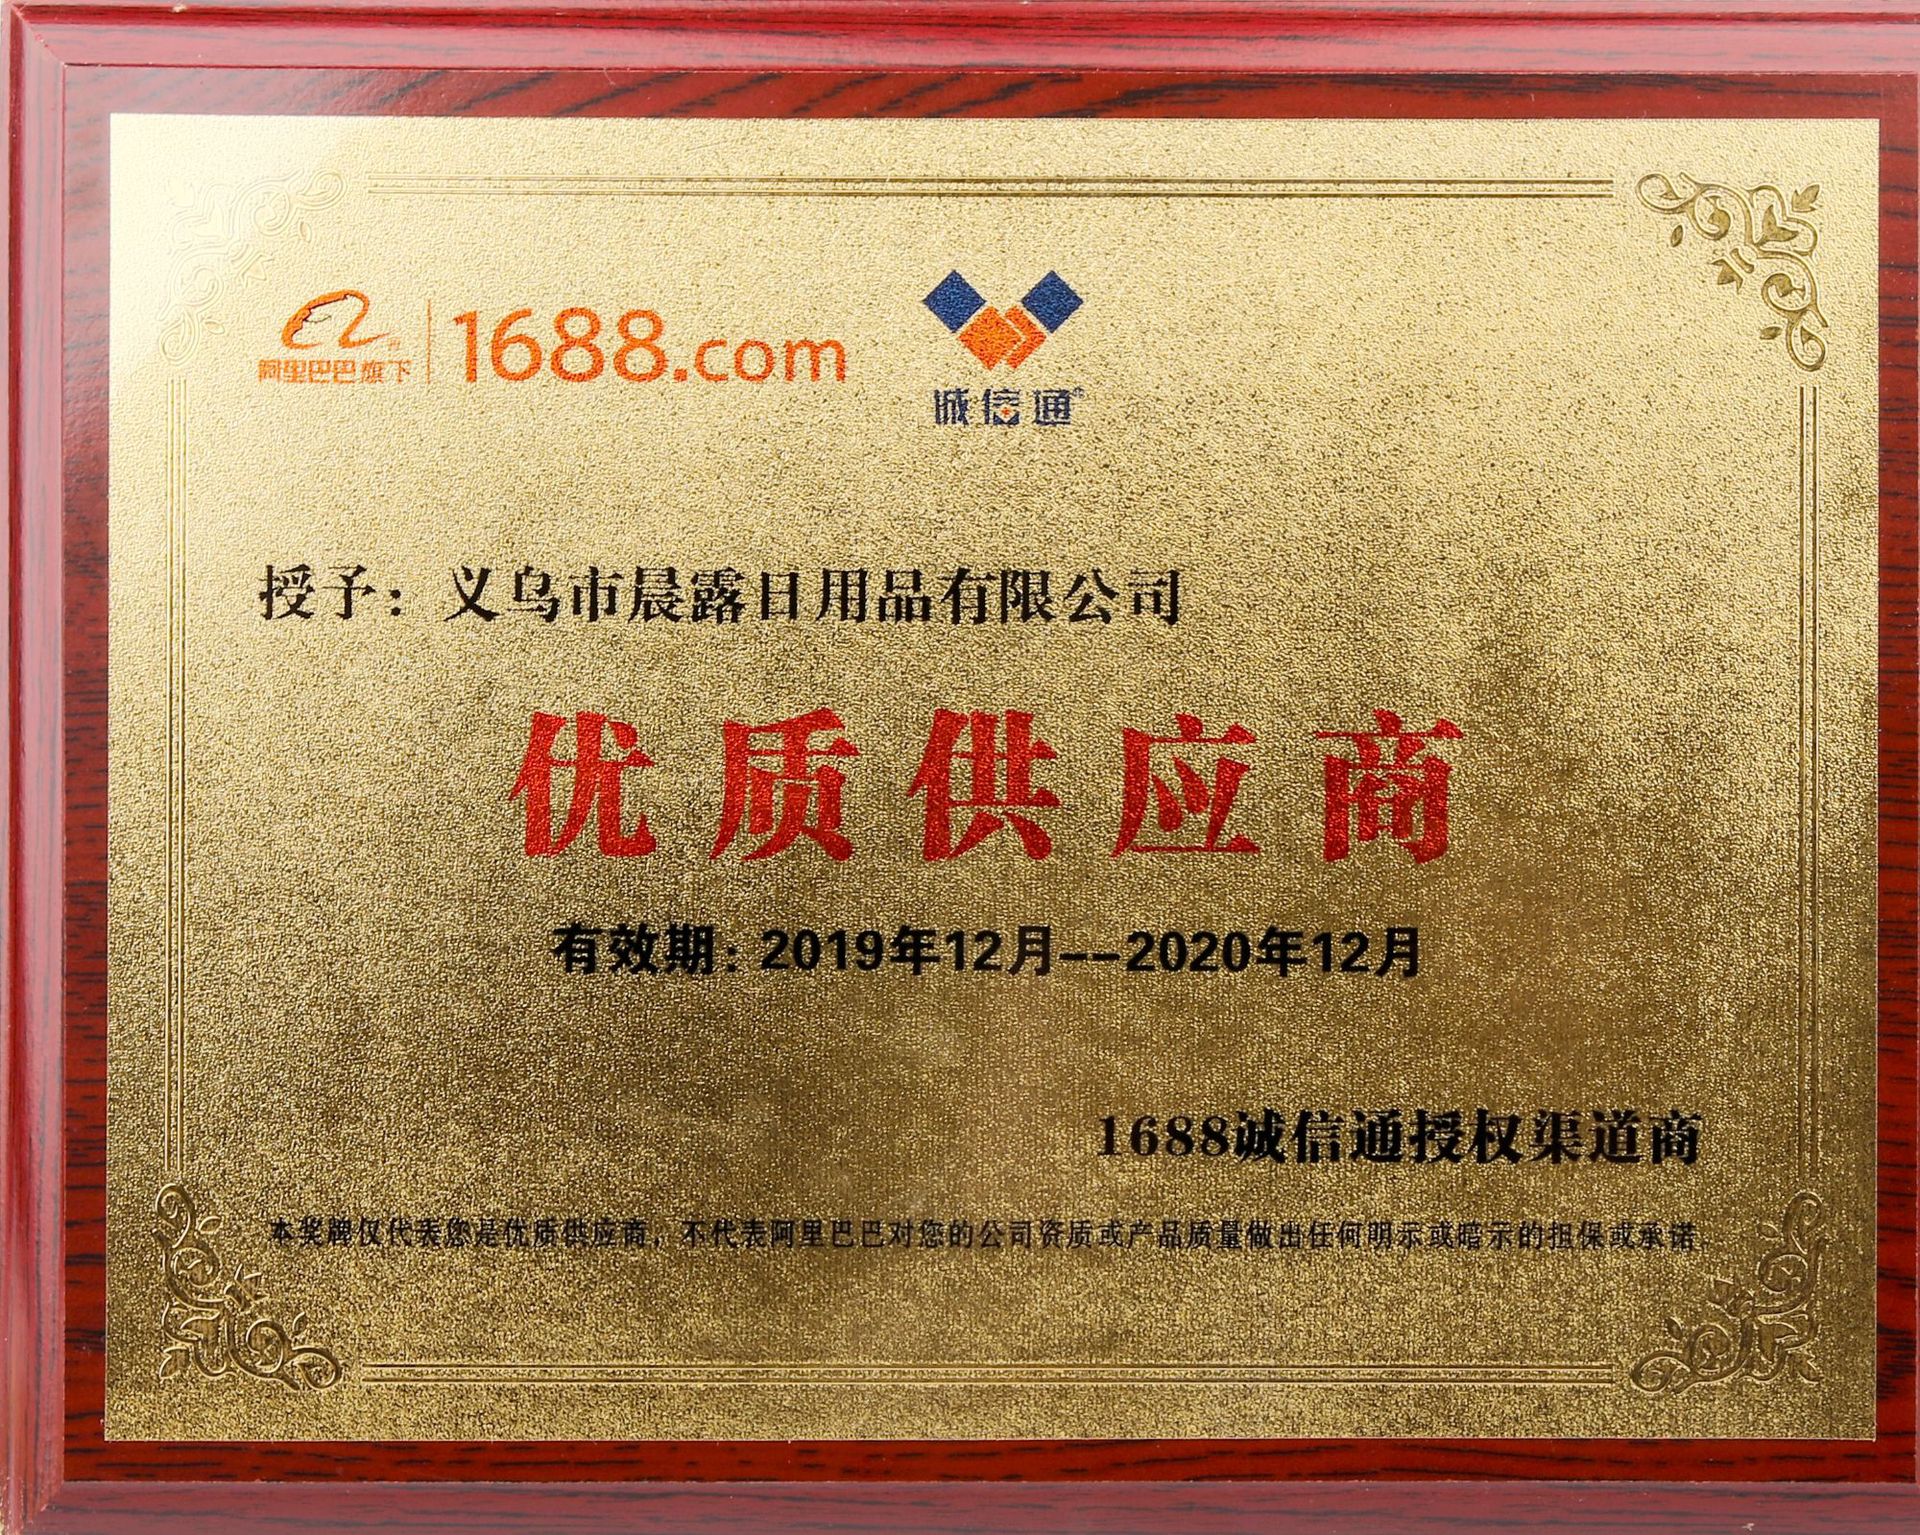 阿里巴巴旗下 1688.com
诚信通
授予：义乌市晨露日用品有限公司
优质供应商
有效期：2019年12月--2020年12月
1688诚信通授权渠道商
本奖牌仅代表您是优质供应商，不代表阿里巴巴对您的公司资质或产品质量做出任何明示或暗示的担保或承诺。